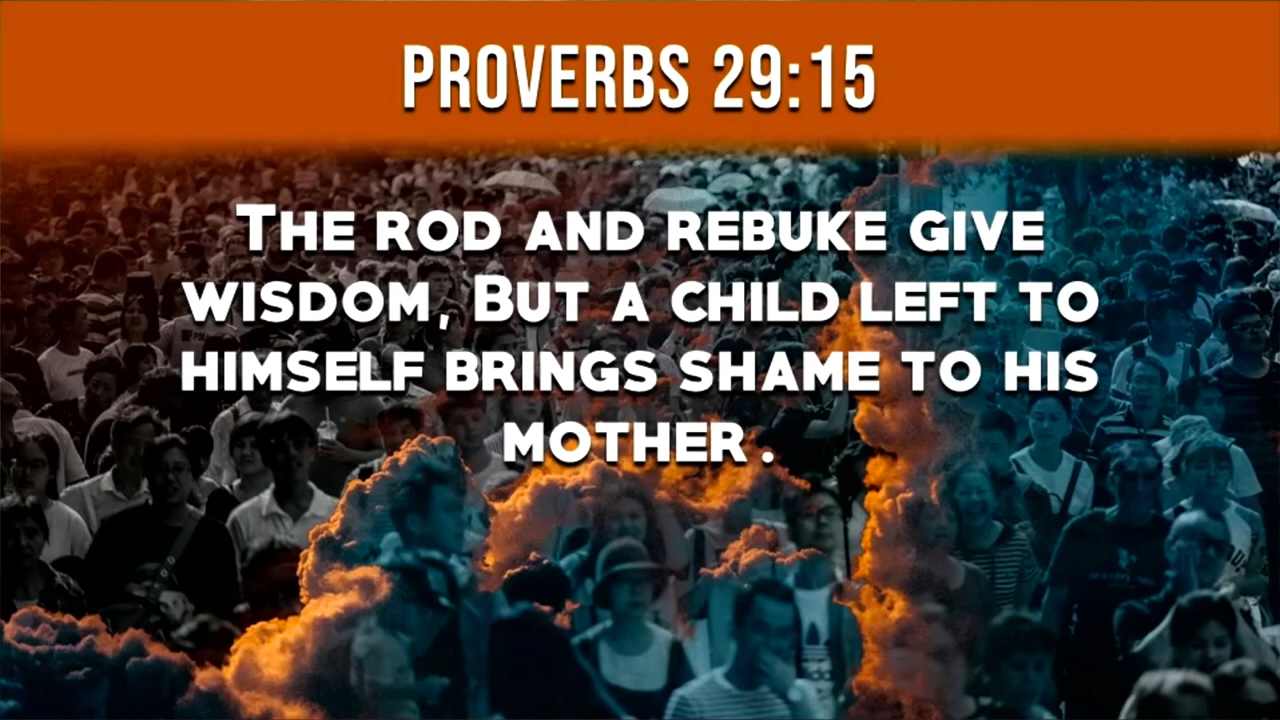 PROVERBS 29:15
The rod and rebuke give
wisdom, But a child left to
himself brings shame to his
mother.